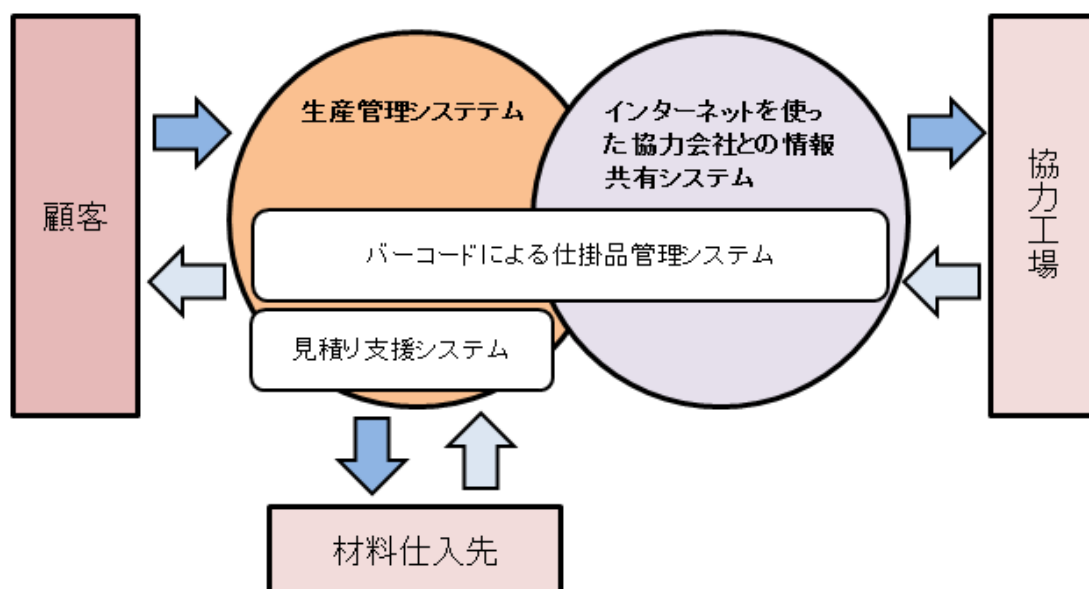 顧客
生産管理システテム
インターネットを使っ
た協力会社との情報
共有システム
バーコードによる仕掛品管理システム
見積り支援システム
協力工場
材料仕入先